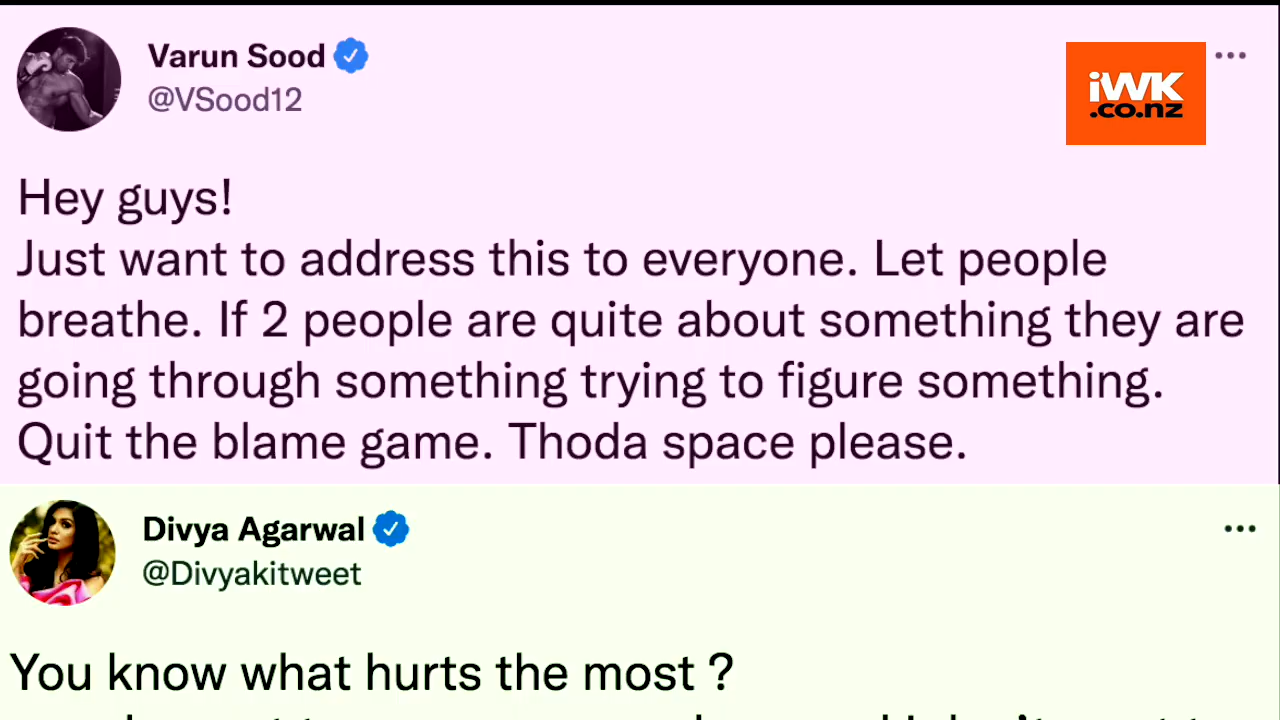 Varun Sood
@VSood12
iWK
.co.nz
Hey guys!
Just want to address this to everyone. Let people
breathe. If 2 people are quite about something they are
going through something trying to figure something.
Quit the blame game. Thoda space please.
Divya Agarwal
@Divyakitweet
You know what hurts the most ?